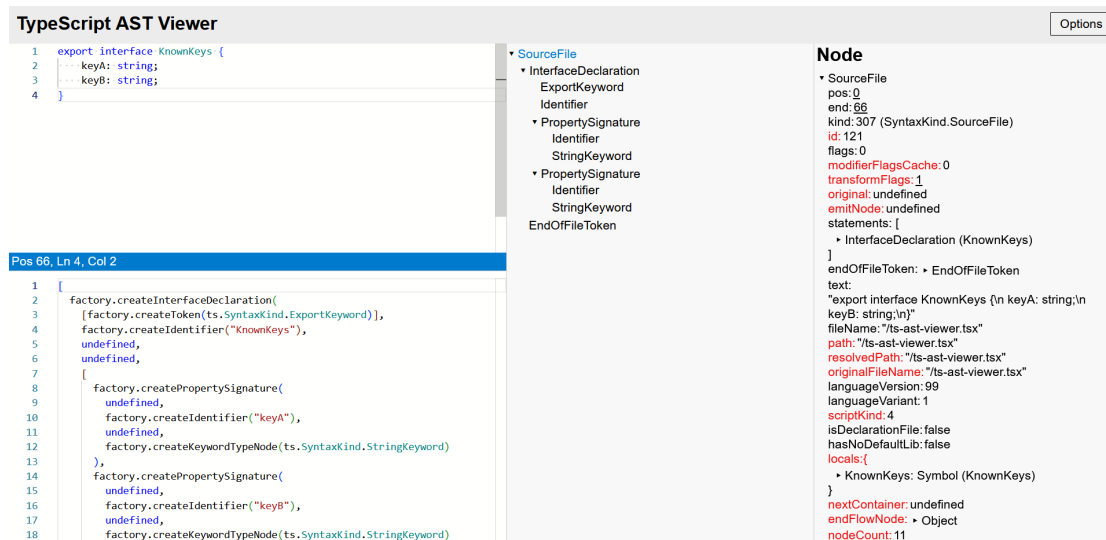 TypeScript AST Viewer
Options
1 export interface KnownKeys {
2 ····keyA: string;
3 ····keyB: string;
4 }
Pos 66, Ln 4, Col 2
1 [
2 factory.createInterfaceDeclaration(
3 [factory.createToken(ts.SyntaxKind.ExportKeyword)],
4 factory.createIdentifier("KnownKeys"),
5 undefined,
6 undefined,
7 [
8 factory.createPropertySignature(
9 undefined,
10 factory.createIdentifier("keyA"),
11 undefined,
12 factory.createKeywordTypeNode(ts.SyntaxKind.StringKeyword)
13 ),
14 factory.createPropertySignature(
15 undefined,
16 factory.createIdentifier("keyB"),
17 undefined,
18 factory.createKeywordTypeNode(ts.SyntaxKind.StringKeyword)
SourceFile
InterfaceDeclaration
ExportKeyword
Identifier
PropertySignature
Identifier
StringKeyword
PropertySignature
Identifier
StringKeyword
EndOfFileToken
Node
SourceFile
pos: 0
end: 66
kind: 307 (SyntaxKind.SourceFile)
id: 121
flags: 0
modifierFlagsCache: 0
transformFlags: 1
original: undefined
emitNode: undefined
statements: [
InterfaceDeclaration (KnownKeys)
]
endOfFileToken: EndOfFileToken
text:
"export interface KnownKeys {\n keyA: string;\n
keyB: string;\n}"
fileName: "/ts-ast-viewer.tsx"
path: "/ts-ast-viewer.tsx"
resolvedPath: "/ts-ast-viewer.tsx"
originalFileName: "/ts-ast-viewer.tsx"
languageVersion: 99
languageVariant: 1
scriptKind: 4
isDeclarationFile: false
hasNoDefaultLib: false
locals:{
KnownKeys: Symbol (KnownKeys)
}
nextContainer: undefined
endFlowNode: Object
nodeCount: 11